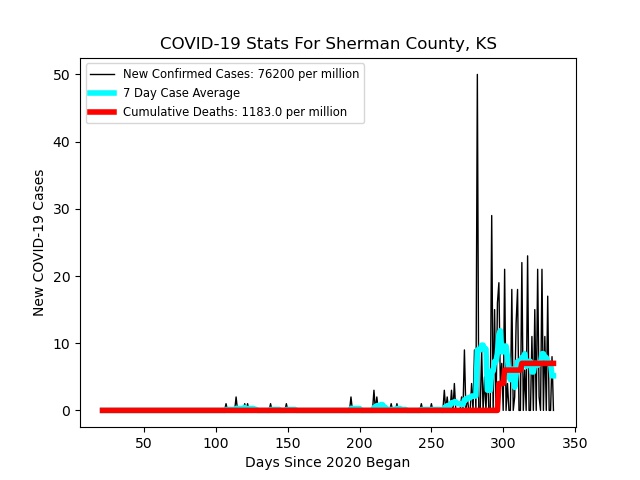 COVID-19 Stats For Sherman County, KS
New Confirmed Cases: 76200 per million
7 Day Case Average
Cumulative Deaths: 1183.0 per million
New COVID-19 Cases
50
40
30
20
10
0
50 100 150 200 250 300 350
Days Since 2020 Began